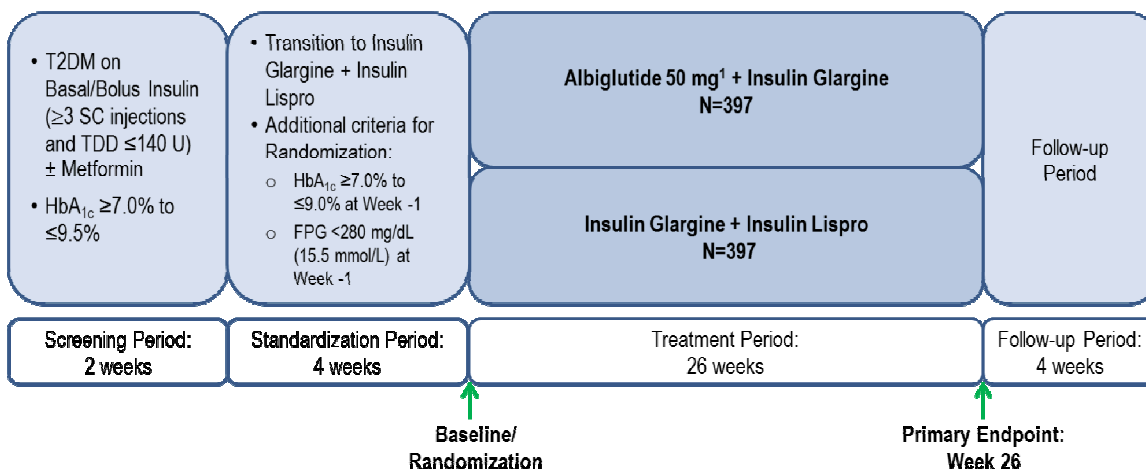 • T2DM on
Basal/Bolus Insulin
(≥3 SC injections
and TDD ≤140 U)
± Metformin
• HbA1c ≥7.0% to
≤9.5%
• Transition to Insulin
Glargine + Insulin
Lispro
• Additional criteria for
Randomization:
o HbA1c ≥7.0% to
≤9.0% at Week -1
o FPG <280 mg/dL
(15.5 mmol/L) at
Week -1
Albiglutide 50 mg¹ + Insulin Glargine
N=397
Insulin Glargine + Insulin Lispro
N=397
Follow-up
Period
Screening Period:
2 weeks
Standardization Period:
4 weeks
Treatment Period:
26 weeks
Follow-up Period:
4 weeks
Baseline/
Randomization
Primary Endpoint:
Week 26